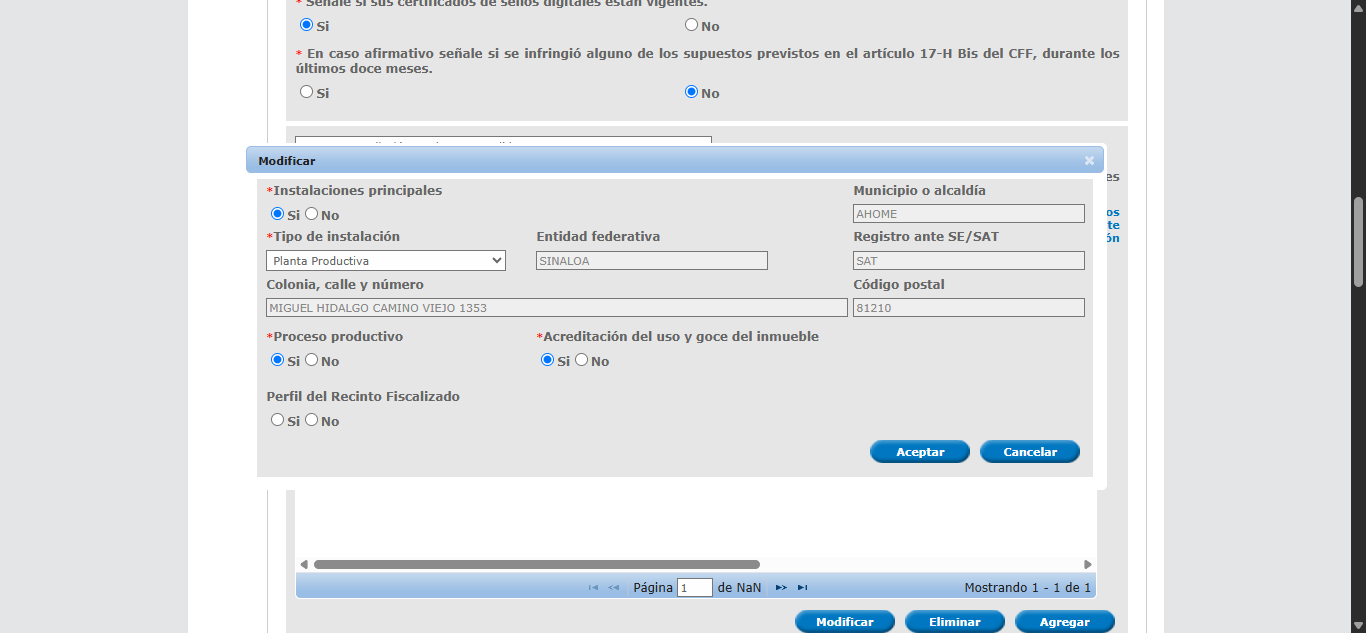 * Señale si sus certificados de sellos digitales están vigentes.
Si No
* En caso afirmativo señale si se infringió alguno de los supuestos previstos en el artículo 17-H Bis del CFF, durante los
últimos doce meses.
Si No
Modificar
*Instalaciones principales Municipio o alcaldía
Si No AHOME
*Tipo de instalación Entidad federativa Registro ante SE/SAT
Planta Productiva SINALOA SAT
Colonia, calle y número Código postal
MIGUEL HIDALGO CAMINO VIEJO 1353 81210
*Proceso productivo *Acreditación del uso y goce del inmueble
Si No Si No
Perfil del Recinto Fiscalizado
Si No
Aceptar Cancelar
es
os
te
ón
Página 1 de NaN Mostrando 1 - 1 de 1
Modificar Eliminar Agregar